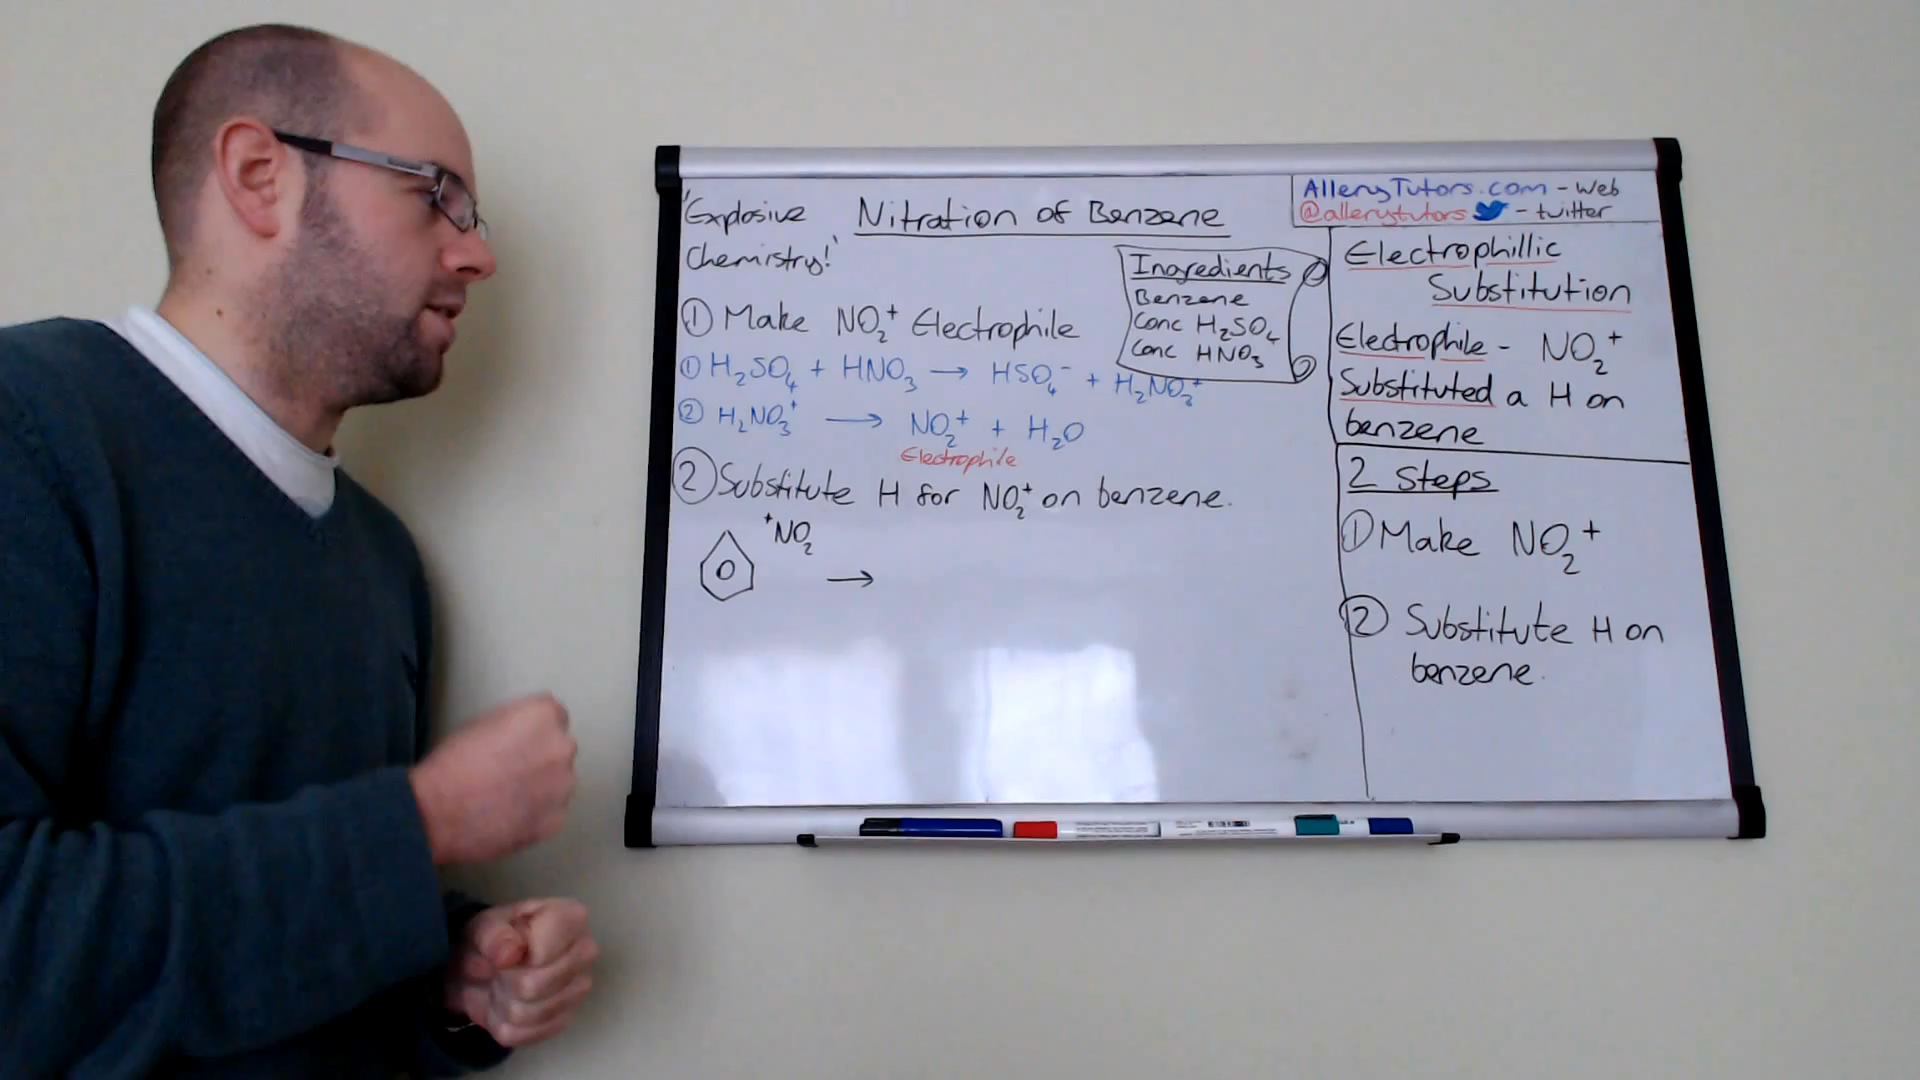 'Explosive
Chemistry!'
Nitration of Benzene
AlleryTutors.com - Web
@allerytutors - twitter
Ingredients
Benzene
Conc H₂SO₄
Conc HNO₃
① Make NO₂⁺ Electrophile
① H₂SO₄ + HNO₃ → HSO₄⁻ + H₂NO₃⁺
② H₂NO₃⁺ → NO₂⁺ + H₂O
Electrophile
② Substitute H for NO₂⁺ on benzene.
⁺NO₂
→
Electrophillic
Substitution
Electrophile - NO₂⁺
Substituted a H on
benzene
2 Steps
① Make NO₂⁺
② Substitute H on
benzene.